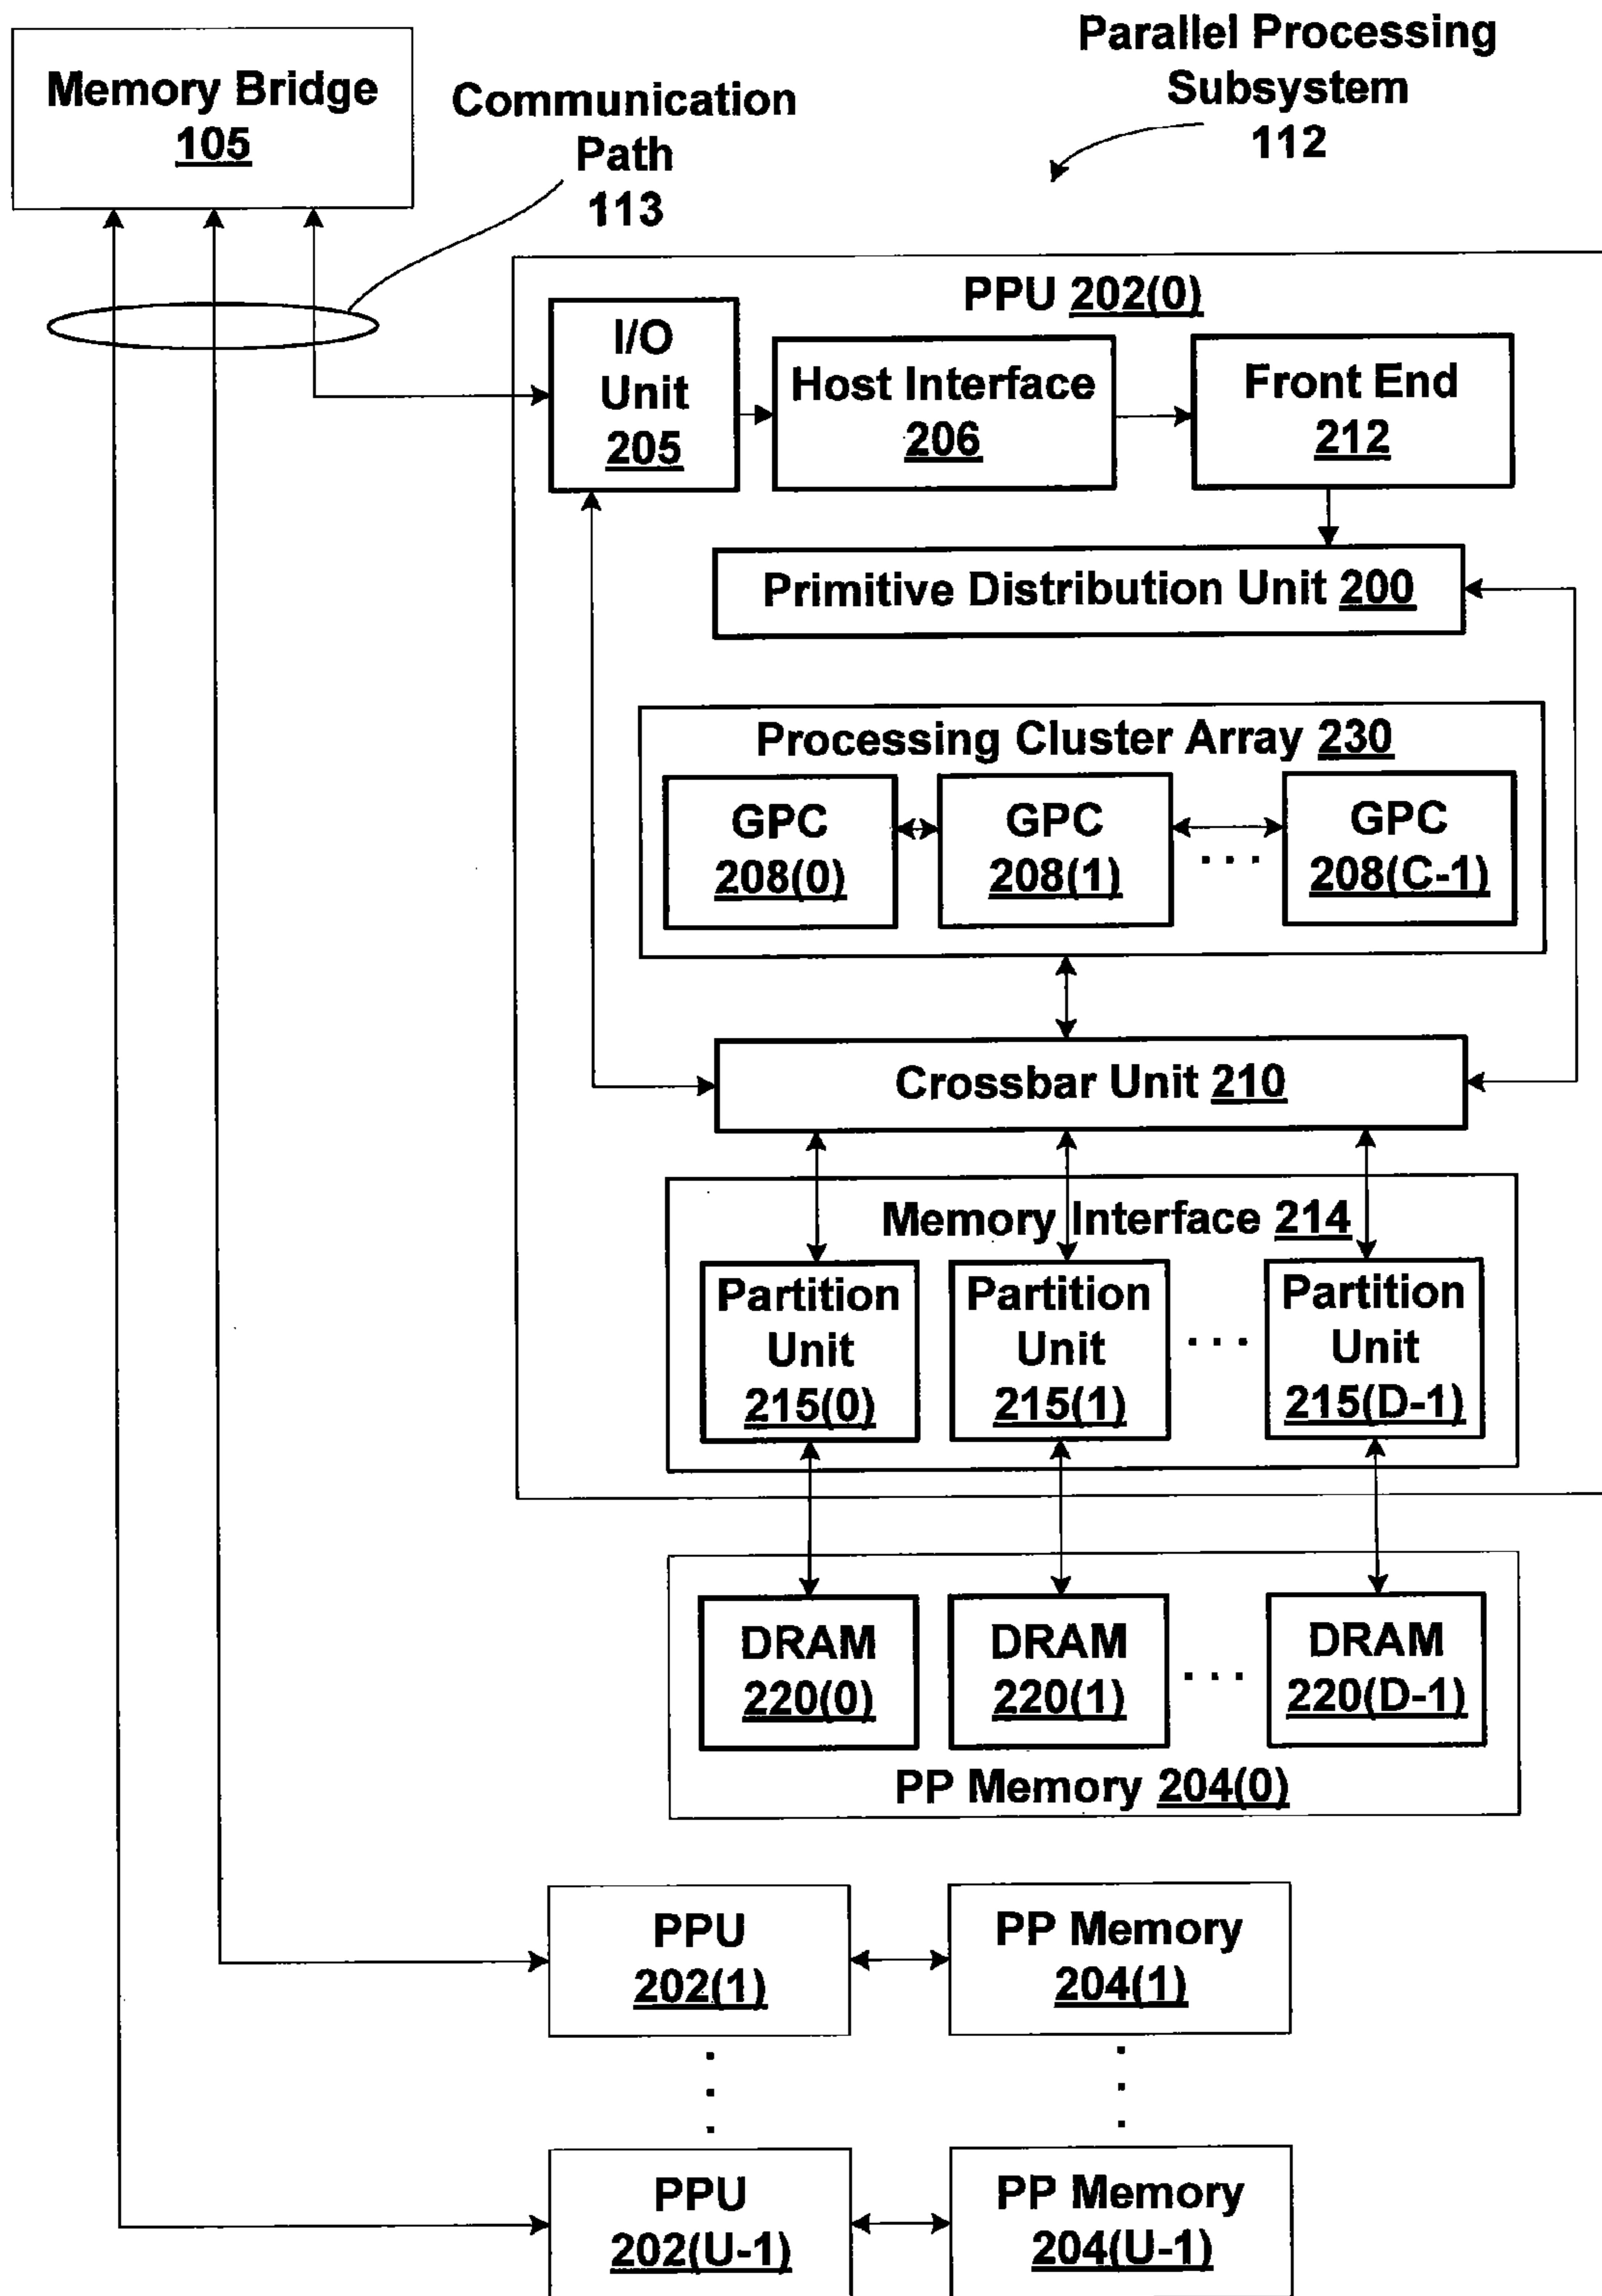 Parallel Processing
Subsystem
112
Memory Bridge
105
Communication
Path
113
PPU 202(0)
I/O
Unit
205
Host Interface
206
Front End
212
Primitive Distribution Unit 200
Processing Cluster Array 230
GPC
208(0)
GPC
208(1)
. . .
GPC
208(C-1)
Crossbar Unit 210
Memory Interface 214
Partition
Unit
215(0)
Partition
Unit
215(1)
. . .
Partition
Unit
215(D-1)
DRAM
220(0)
DRAM
220(1)
. . .
DRAM
220(D-1)
PP Memory 204(0)
PPU
202(1)
PP Memory
204(1)
PPU
202(U-1)
PP Memory
204(U-1)